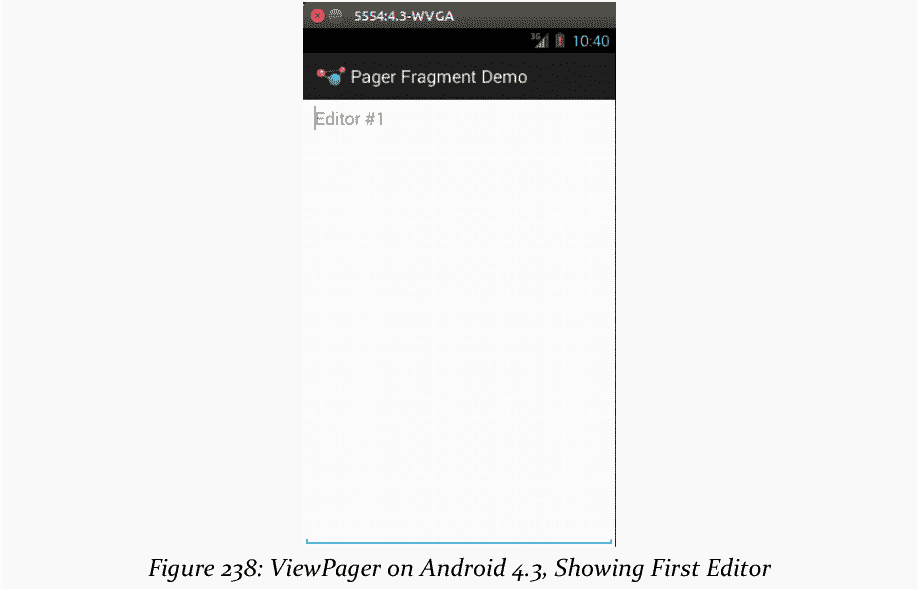 5554:4.3-WVGA
3G 10:40
Pager Fragment Demo
Editor #1
Figure 238: ViewPager on Android 4.3, Showing First Editor